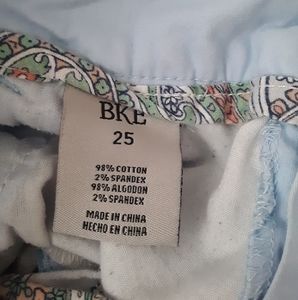 BKE
25
98% COTTON
2% SPANDEX
98% ALGODON
2% SPANDEX
MADE IN CHINA
HECHO EN CHINA